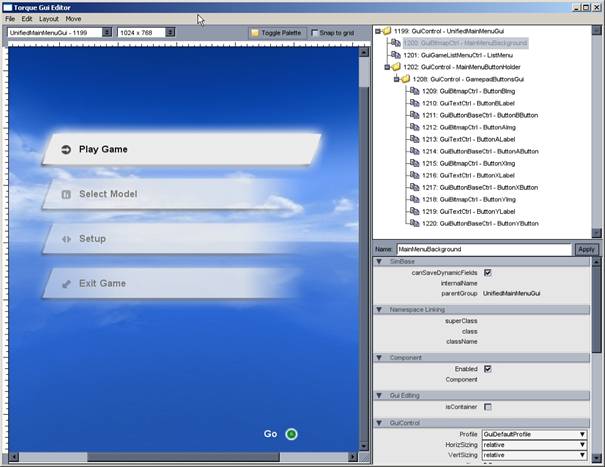 Torque Gui Editor
File Edit Layout Move
UnifiedMainMenuGui - 1199 1024 x 768 Toggle Palette Snap to grid
Play Game
Select Model
Setup
Exit Game
Go
1199: GuiControl - UnifiedMainMenuGui
1200: GuiBitmapCtrl - MainMenuBackground
1201: GuiGameListMenuCtrl - ListMenu
1202: GuiControl - MainMenuButtonHolder
1208: GuiControl - GamepadButtonsGui
1209: GuiBitmapCtrl - ButtonBImg
1210: GuiTextCtrl - ButtonBLabel
1211: GuiButtonBaseCtrl - ButtonBButton
1212: GuiBitmapCtrl - ButtonAImg
1213: GuiTextCtrl - ButtonALabel
1214: GuiButtonBaseCtrl - ButtonAButton
1215: GuiBitmapCtrl - ButtonXImg
1216: GuiTextCtrl - ButtonXLabel
1217: GuiButtonBaseCtrl - ButtonXButton
1218: GuiBitmapCtrl - ButtonYImg
1219: GuiTextCtrl - ButtonYLabel
1220: GuiButtonBaseCtrl - ButtonYButton
Name: MainMenuBackground Apply
SimBase
canSaveDynamicFields
internalName
parentGroup UnifiedMainMenuGui
Namespace Linking
superClass
class
className
Component
Enabled
Component
Gui Editing
isContainer
GuiControl
Profile GuiDefaultProfile
HorizSizing relative
VertSizing relative